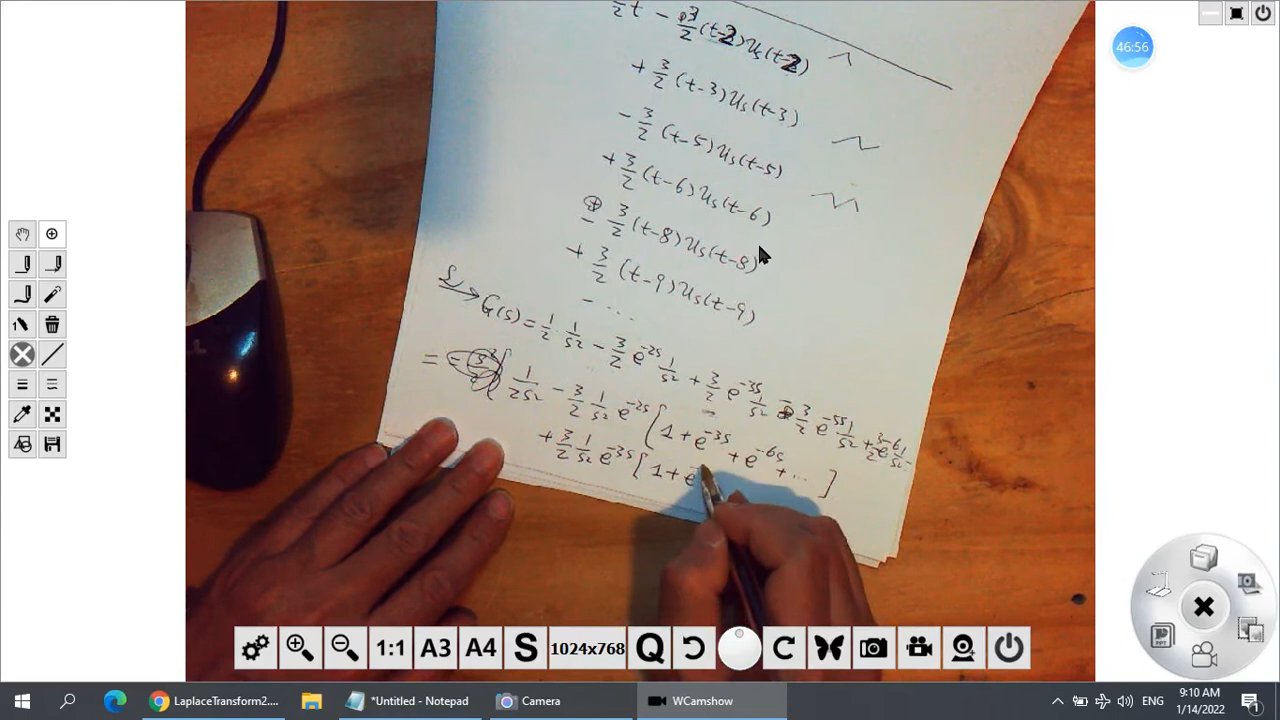 46:56
1/2 t - 3/2 (t-2) u_s(t-2)
+ 3/2 (t-3) u_s(t-3)
- 3/2 (t-5) u_s(t-5)
+ 3/2 (t-6) u_s(t-6)
- 3/2 (t-8) u_s(t-8)
+ 3/2 (t-9) u_s(t-9)
- ...
L → G(s) = 1/2 1/s² - 3/2 e^-2s 1/s² + 3/2 e^-3s 1/s² - 3/2 e^-5s 1/s² + 3/2 e^-6s 1/s² -
= 1/2s² - 3/2 1/s² e^-2s [1 + e^-3s + e^-6s + ...]
+ 3/2 1/s² e^-3s [1 + e^-
1:1 A3 A4 S 1024x768 Q
PPT
LaplaceTransform2.... *Untitled - Notepad Camera WCamshow ENG 9:10 AM
1/14/2022